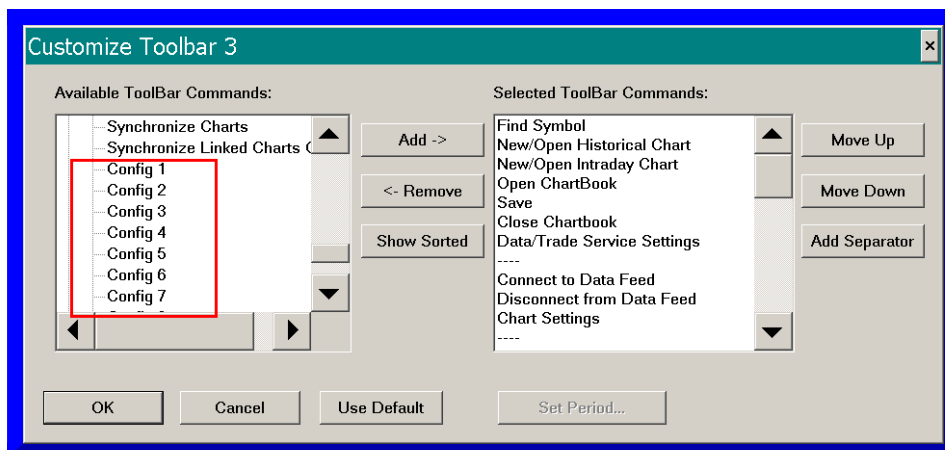 Customize Toolbar 3
Available ToolBar Commands:
Synchronize Charts
Synchronize Linked Charts
Config 1
Config 2
Config 3
Config 4
Config 5
Config 6
Config 7
Add ->
<- Remove
Show Sorted
Selected ToolBar Commands:
Find Symbol
New/Open Historical Chart
New/Open Intraday Chart
Open ChartBook
Save
Close Chartbook
Data/Trade Service Settings
----
Connect to Data Feed
Disconnect from Data Feed
Chart Settings
----
Move Up
Move Down
Add Separator
OK
Cancel
Use Default
Set Period...